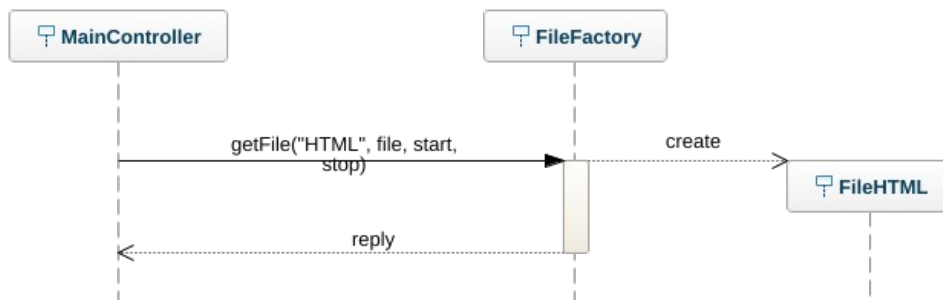 MainController
FileFactory
getFile("HTML", file, start,
stop)
create
FileHTML
reply